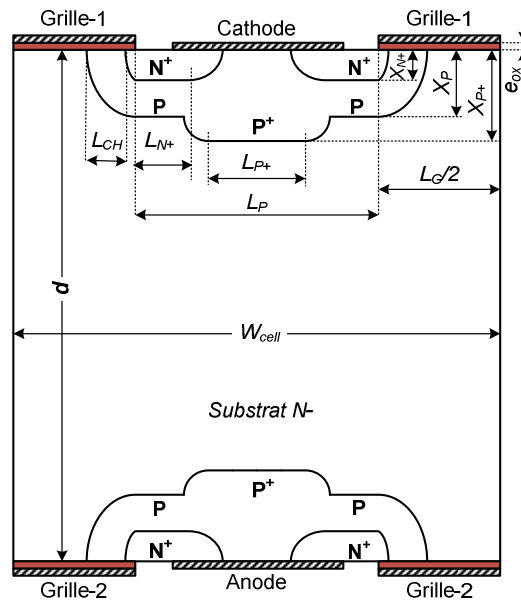 Grille-1 Cathode Grille-1
N+ N+ XN+ XP XP+ eox
P P
P+
LCH LN+ LP+ LG/2
LP
d
Wcell
Substrat N-
P+
P P
N+ N+
Grille-2 Anode Grille-2